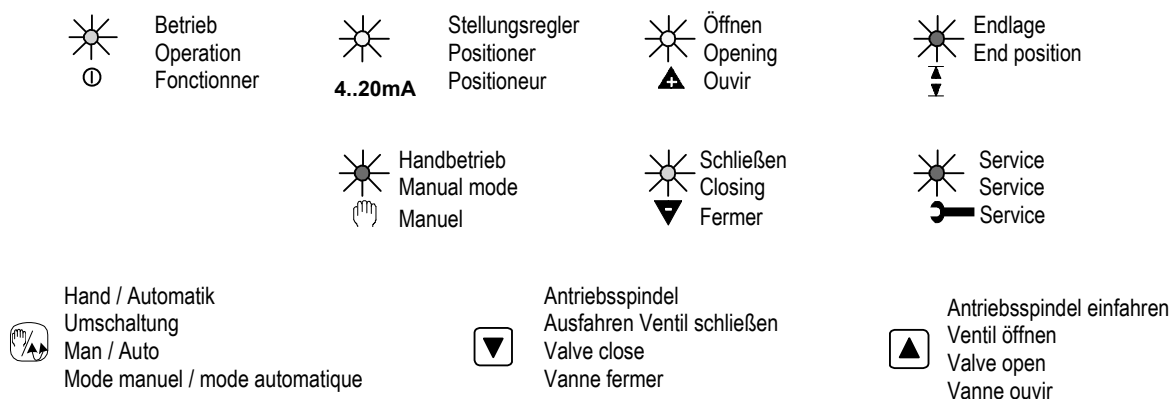 Betrieb
Operation
Fonctionner
Stellungsregler
Positioner
4..20mA
Positioneur
Öffnen
Opening
Ouvir
Endlage
End position
Handbetrieb
Manual mode
Manuel
Schließen
Closing
Fermer
Service
Service
Service
Hand / Automatik
Umschaltung
Man / Auto
Mode manuel / mode automatique
Antriebsspindel
Ausfahren Ventil schließen
Valve close
Vanne fermer
Antriebsspindel einfahren
Ventil öffnen
Valve open
Vanne ouvir